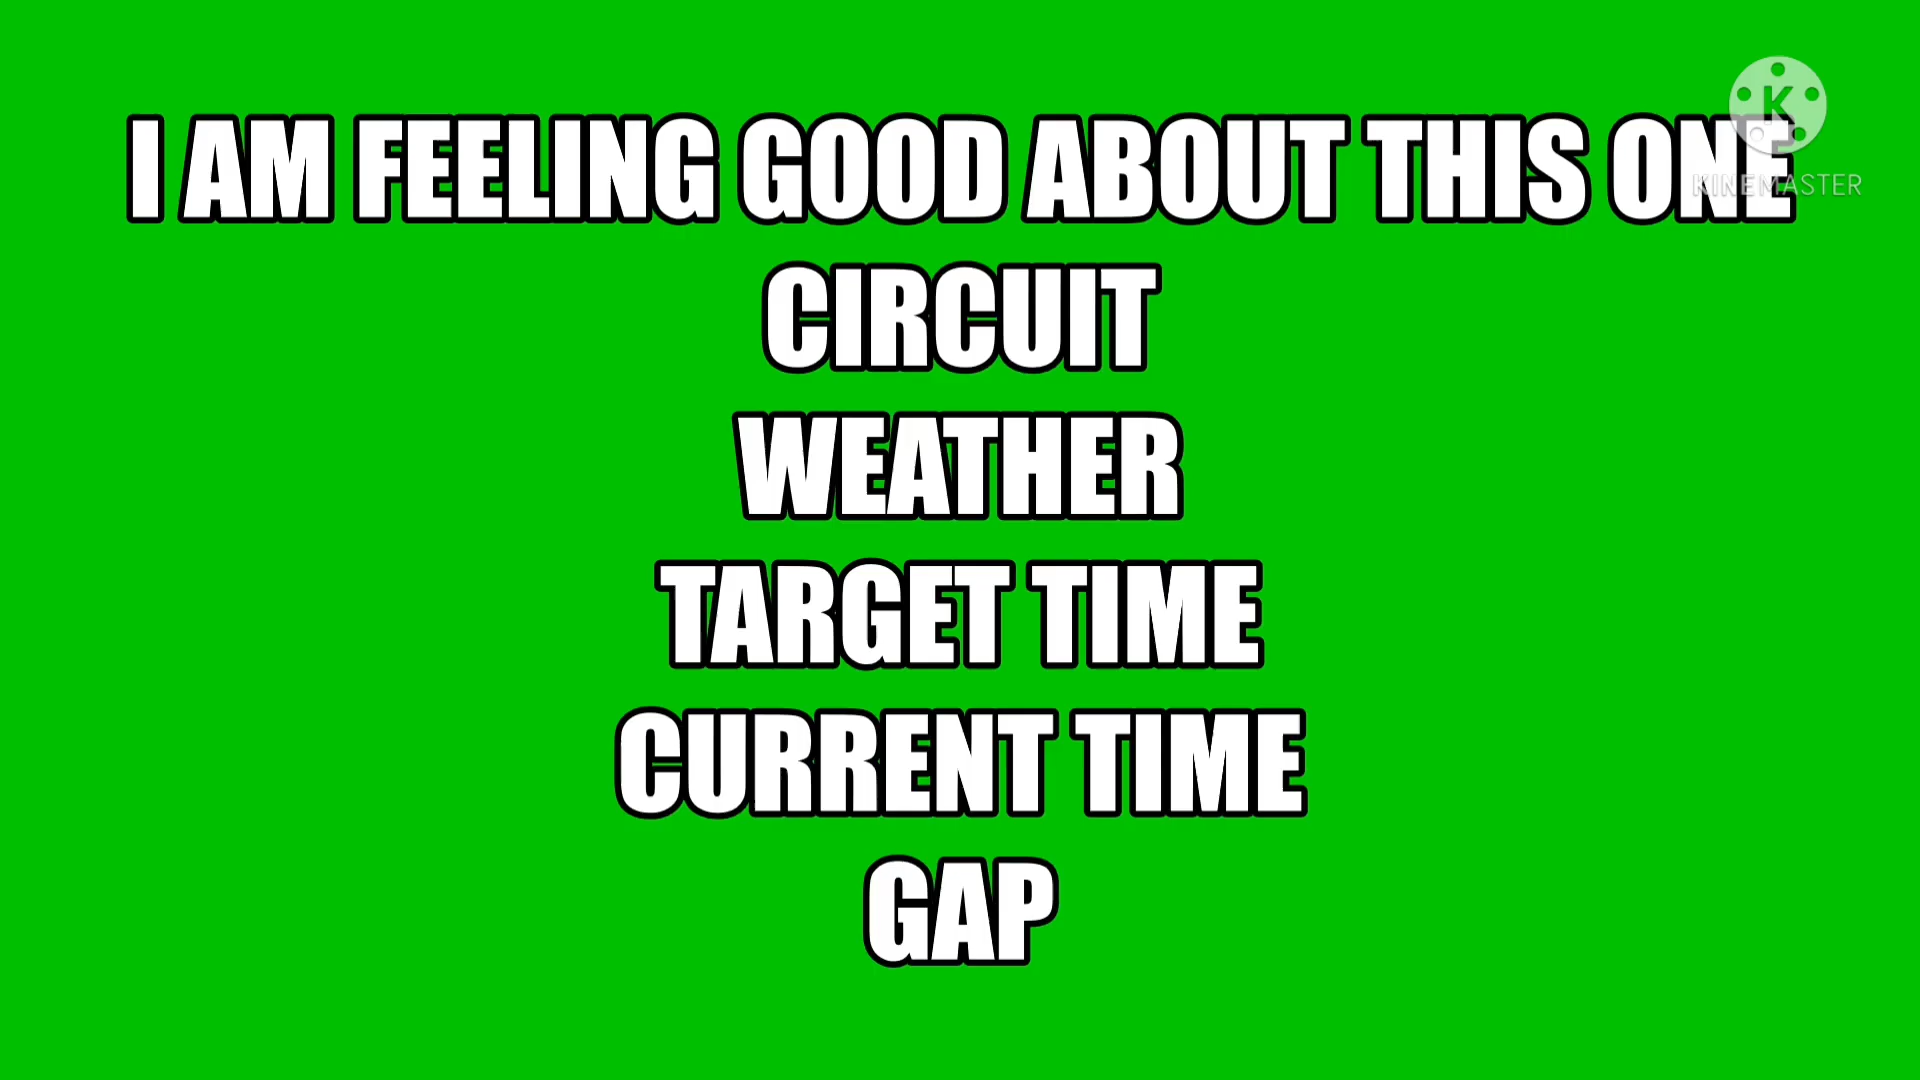 I AM FEELING GOOD ABOUT THIS ONE
CIRCUIT
WEATHER
TARGET TIME
CURRENT TIME
GAP
K
KINEMASTER